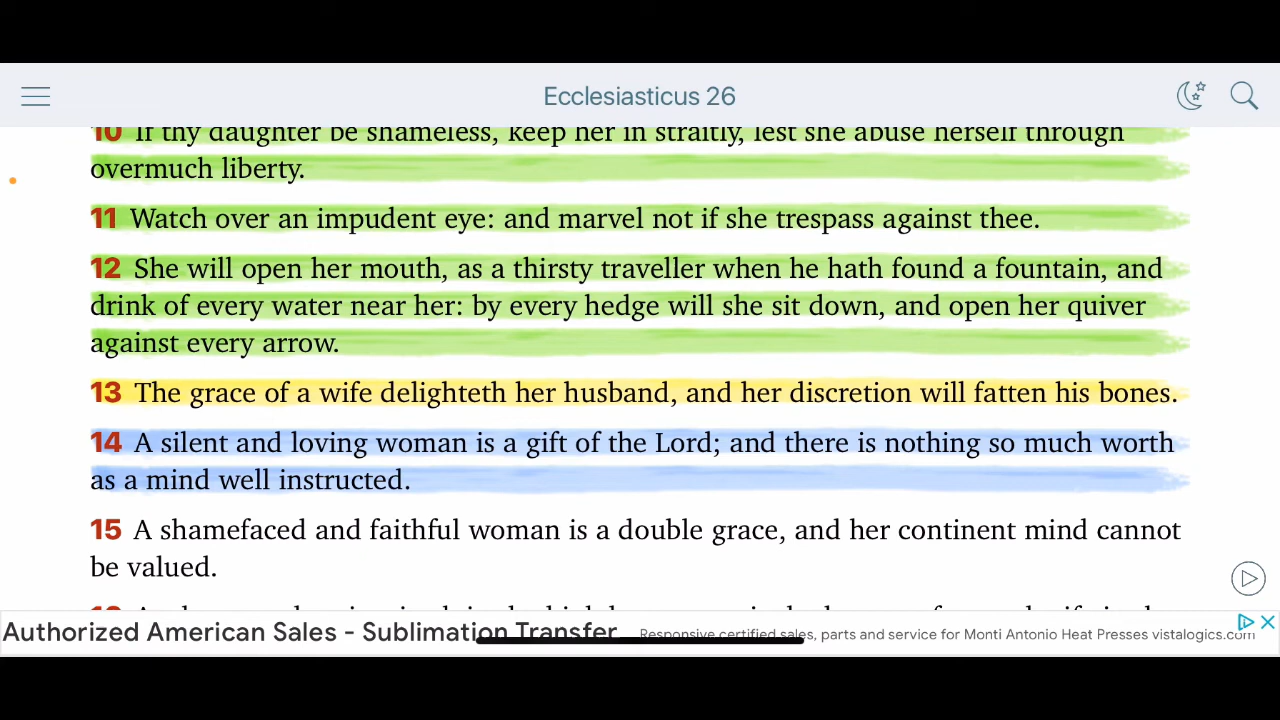 Ecclesiasticus 26
10 If thy daughter be shameless, keep her in straitly, lest she abuse herself through
overmuch liberty.
11 Watch over an impudent eye: and marvel not if she trespass against thee.
12 She will open her mouth, as a thirsty traveller when he hath found a fountain, and
drink of every water near her: by every hedge will she sit down, and open her quiver
against every arrow.
13 The grace of a wife delighteth her husband, and her discretion will fatten his bones.
14 A silent and loving woman is a gift of the Lord; and there is nothing so much worth
as a mind well instructed.
15 A shamefaced and faithful woman is a double grace, and her continent mind cannot
be valued.
Authorized American Sales - Sublimation Transfer
Responsive certified sales, parts and service for Monti Antonio Heat Presses vistalogics.com